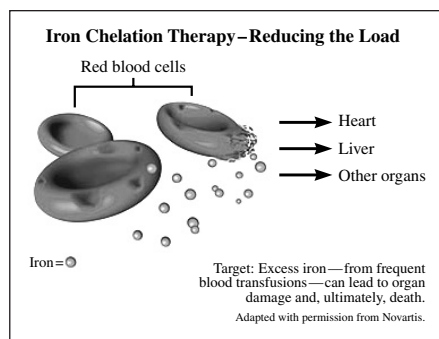 Iron Chelation Therapy–Reducing the Load
Red blood cells
Heart
Liver
Other organs
Iron=
Target: Excess iron—from frequent
blood transfusions—can lead to organ
damage and, ultimately, death.
Adapted with permission from Novartis.